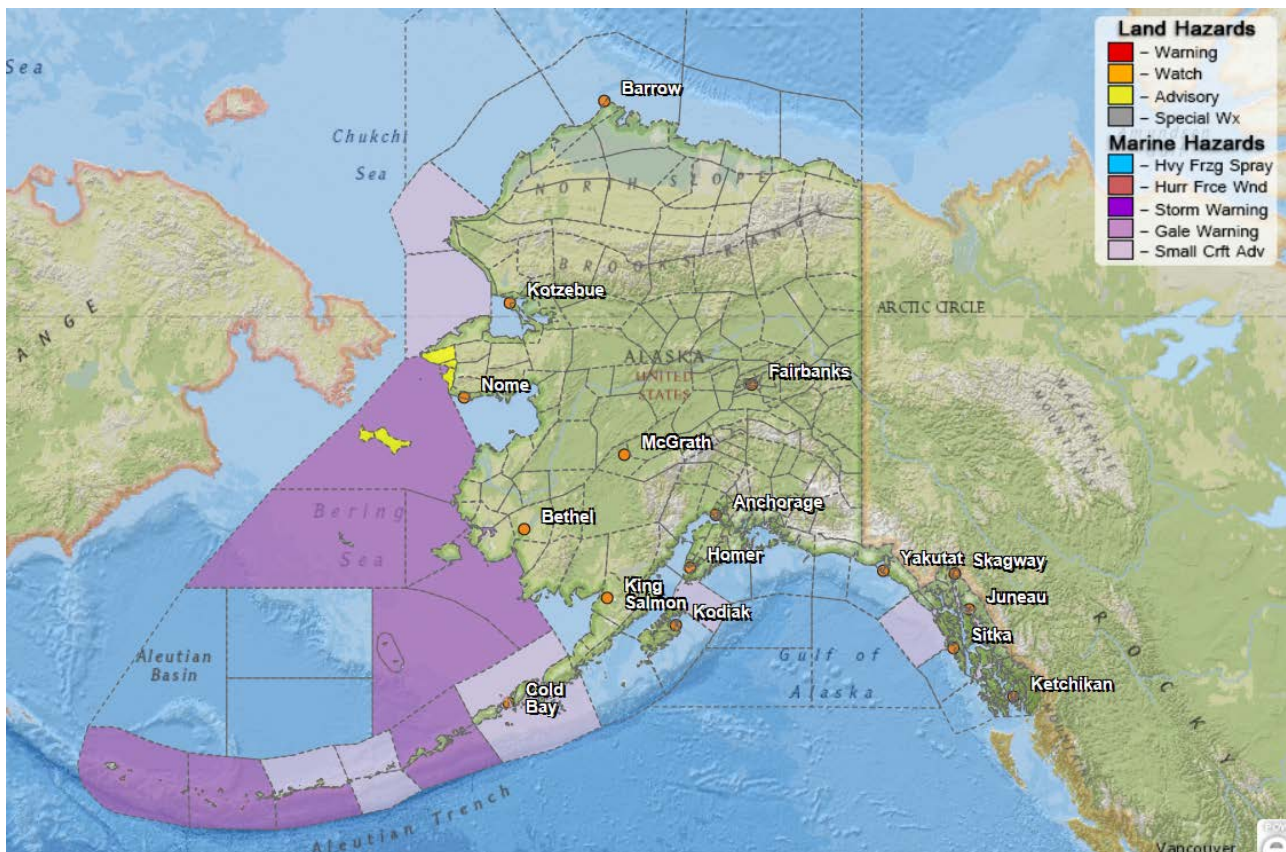 Land Hazards
– Warning
– Watch
– Advisory
– Special Wx
Marine Hazards
– Hvy Frzg Spray
– Hurr Frce Wnd
– Storm Warning
– Gale Warning
– Small Crft Adv
Sea
Barrow
Chukchi
Sea
NORTH SLOPE
BROOKS RANGE
Kotzebue
ANGE
ARCTIC CIRCLE
ALASKA
UNITED
STATES
Fairbanks
Nome
MACKENZIE
MOUNTAIN
McGrath
Anchorage
Bering
Sea
Bethel
Homer
Yakutat
Skagway
King
Salmon
Kodiak
Juneau
Sitka
Aleutian
Basin
Gulf of
Alaska
Ketchikan
Cold
Bay
ROCKY
Aleutian Trench
Vancouver